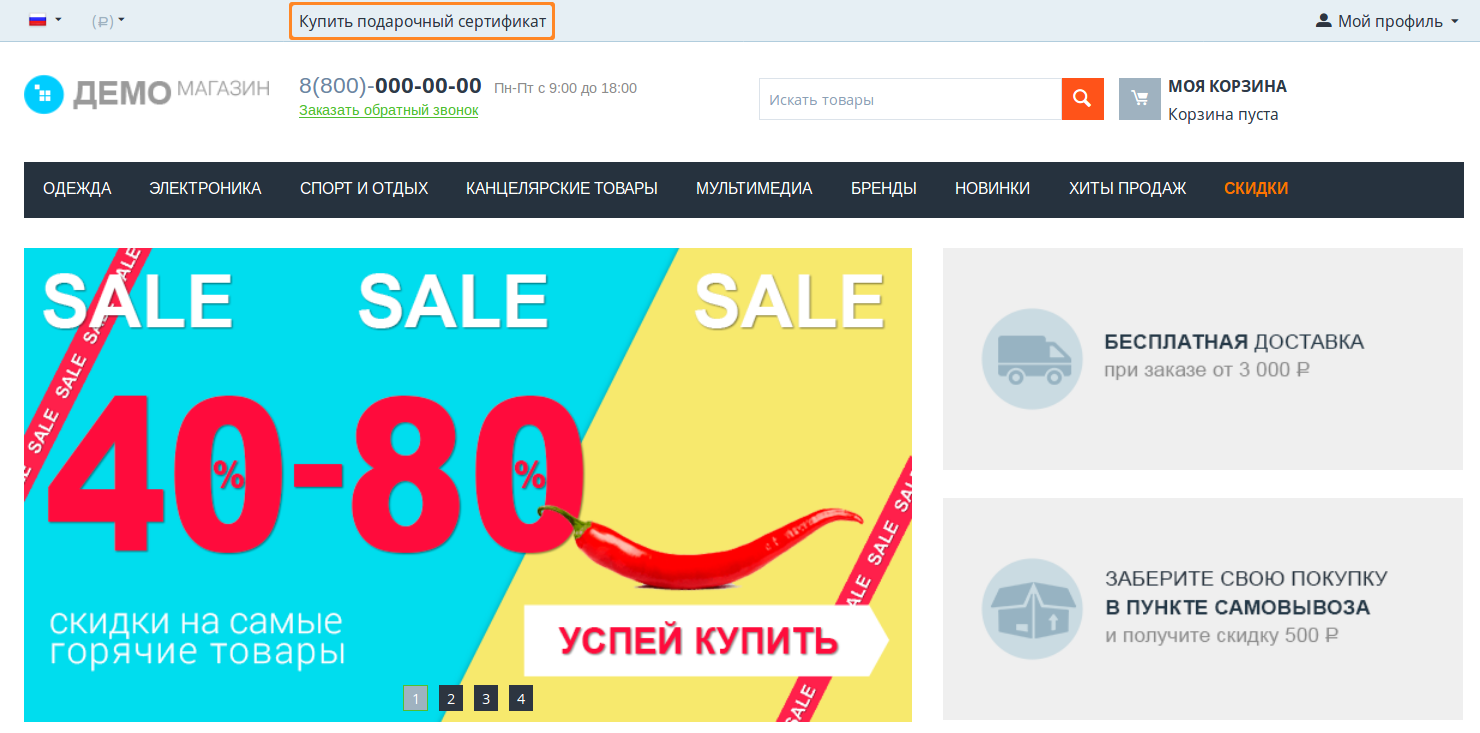 (₽)
Купить подарочный сертификат
Мой профиль
ДЕМО МАГАЗИН
8(800)-000-00-00 Пн-Пт с 9:00 до 18:00
Заказать обратный звонок
Искать товары
МОЯ КОРЗИНА
Корзина пуста
ОДЕЖДА ЭЛЕКТРОНИКА СПОРТ И ОТДЫХ КАНЦЕЛЯРСКИЕ ТОВАРЫ МУЛЬТИМЕДИА БРЕНДЫ НОВИНКИ ХИТЫ ПРОДАЖ СКИДКИ
SALE SALE SALE
SALE SALE SALE SALE
40%-80%
скидки на самые
горячие товары
УСПЕЙ КУПИТЬ
SALE SALE SALE SALE
1 2 3 4
БЕСПЛАТНАЯ ДОСТАВКА
при заказе от 3 000 ₽
ЗАБЕРИТЕ СВОЮ ПОКУПКУ
В ПУНКТЕ САМОВЫВОЗА
и получите скидку 500 ₽